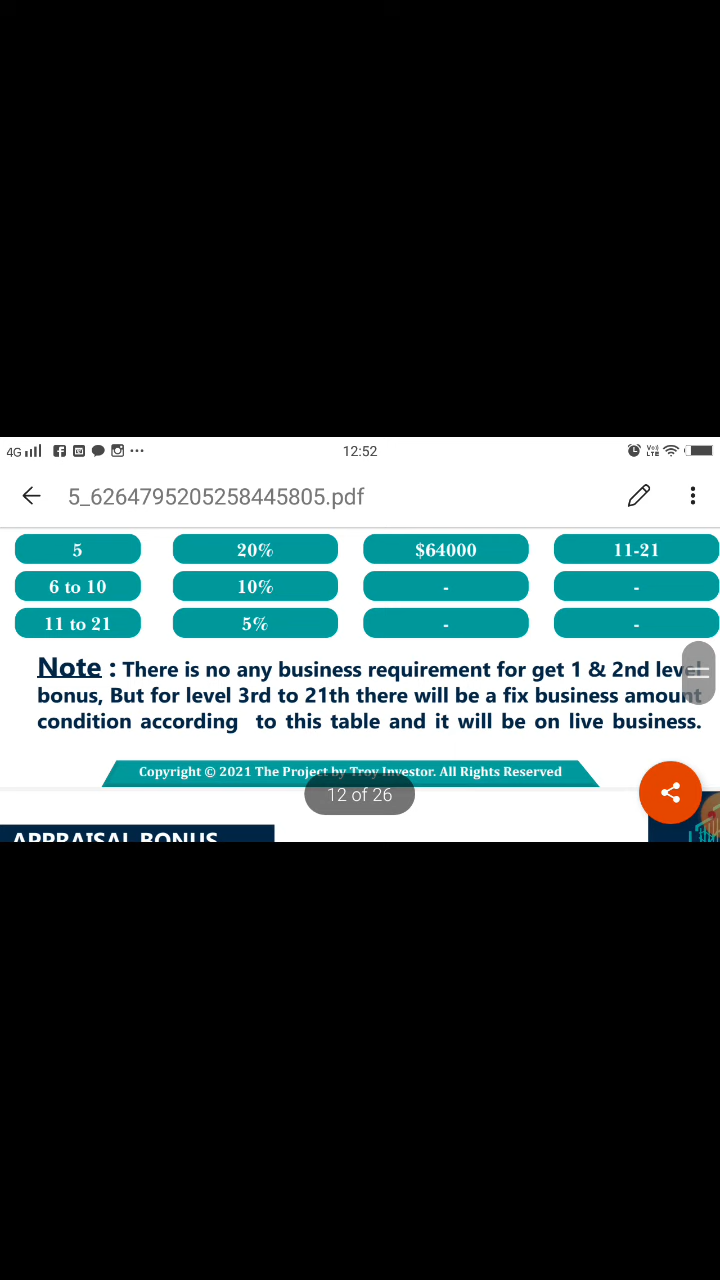 4G 12:52 VoLTE
5_6264795205258445805.pdf
5 20% $64000 11-21
6 to 10 10% - -
11 to 21 5% - -
Note : There is no any business requirement for get 1 & 2nd level
bonus, But for level 3rd to 21th there will be a fix business amount
condition according to this table and it will be on live business.
Copyright © 2021 The Project by Troy Investor. All Rights Reserved
12 of 26
APPRAISAL BONUS